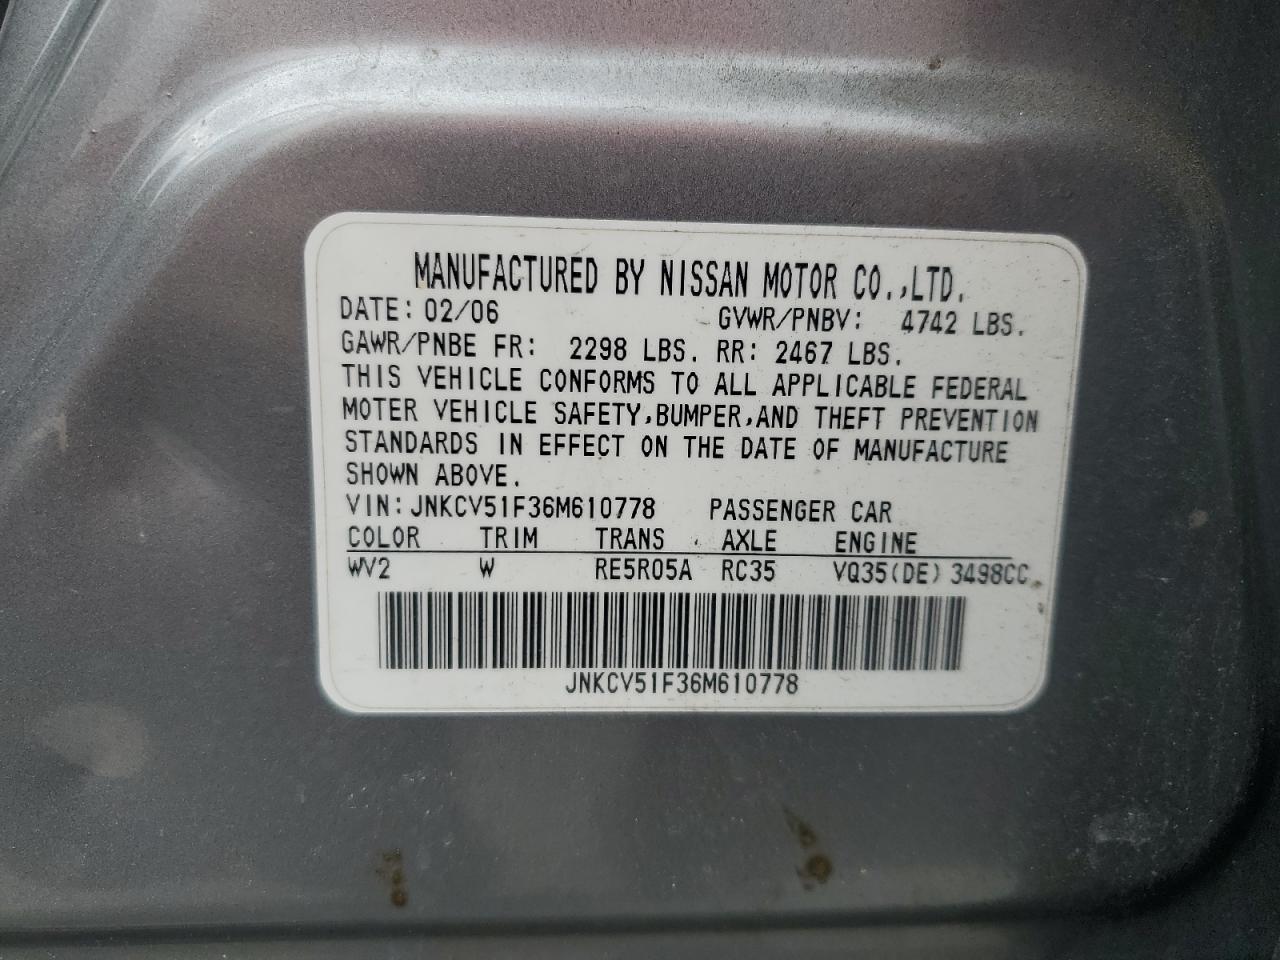 MANUFACTURED BY NISSAN MOTOR CO.,LTD.
DATE: 02/06 GVWR/PNBV: 4742 LBS.
GAWR/PNBE FR: 2298 LBS. RR: 2467 LBS.
THIS VEHICLE CONFORMS TO ALL APPLICABLE FEDERAL
MOTER VEHICLE SAFETY,BUMPER,AND THEFT PREVENTION
STANDARDS IN EFFECT ON THE DATE OF MANUFACTURE
SHOWN ABOVE.
VIN:JNKCV51F36M610778 PASSENGER CAR
COLOR TRIM TRANS AXLE ENGINE
WV2 W RE5R05A RC35 VQ35(DE) 3498CC
JNKCV51F36M610778